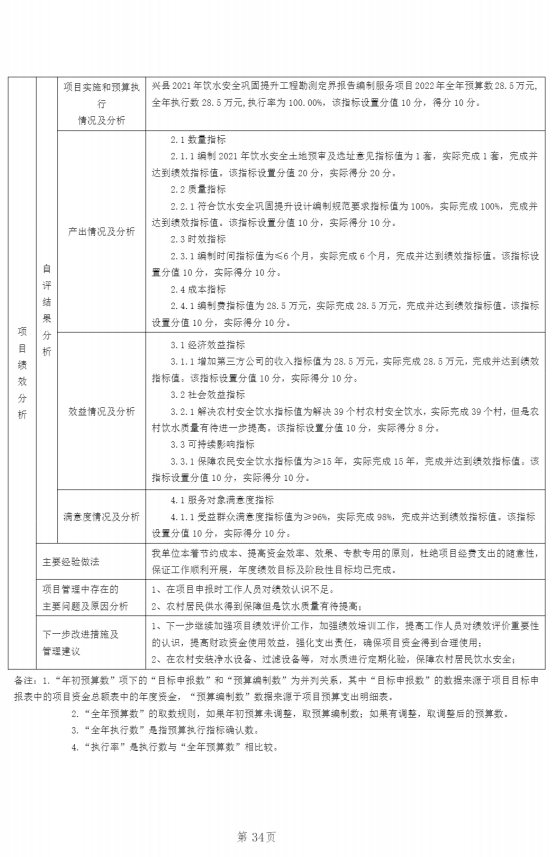 项目绩效分析
自评结果分析
项目实施和预算执
行
情况及分析
兴县2021年饮水安全巩固提升工程勘测定界报告编制服务项目2022年全年预算数28.5万元,
全年执行数28.5万元,执行率为100.00%，该指标设置分值10分，得分10分。
产出情况及分析
2.1数量指标
2.1.1编制2021年饮水安全土地预审及选址意见指标值为1套，实际完成1套，完成并
达到绩效指标值。该指标设置分值20分，实际得分20分。
2.2质量指标
2.2.1符合饮水安全巩固提升设计编制规范要求指标值为100%，实际完成100%，完成并
达到绩效指标值。该指标设置分值10分，实际得分10分。
2.3时效指标
2.3.1编制时间指标值为≤6个月，实际完成6个月，完成并达到绩效指标值。该指标设
置分值10分，实际得分10分。
2.4成本指标
2.4.1编制费指标值为28.5万元，实际完成28.5万元，完成并达到绩效指标值。该指标
设置分值10分，实际得分10分。
效益情况及分析
3.1经济效益指标
3.1.1增加第三方公司的收入指标值为28.5万元，实际完成28.5万元，完成并达到绩效
指标值。该指标设置分值10分，实际得分10分。
3.2社会效益指标
3.2.1解决农村安全饮水指标值为解决39个村农村安全饮水，实际完成39个村，但是农
村饮水质量有待进一步提高。该指标设置分值10分，实际得分8分。
3.3可持续影响指标
3.3.1保障农民安全饮水指标值为≥15年，实际完成15年，完成并达到绩效指标值。该
指标设置分值10分，实际得分10分。
满意度情况及分析
4.1服务对象满意度指标
4.1.1受益群众满意度指标值为≥96%，实际完成98%，完成并达到绩效指标值。该指标
设置分值10分，实际得分10分。
主要经验做法
我单位本着节约成本、提高资金效率、效果、专款专用的原则，杜绝项目经费支出的随意性，
保证工作顺利开展，年度绩效目标及阶段性目标均已完成。
项目管理中存在的
主要问题及原因分析
1、在项目申报时工作人员对绩效认识不足。
2、农村居民供水得到保障但是饮水质量有待提高；
下一步改进措施及
管理建议
1、下一步继续加强项目绩效评价工作，加强绩效培训工作，提高工作人员对绩效评价重要性
的认识，提高财政资金使用效益，强化支出责任，确保项目资金得到合理使用；
2、在农村安装净水设备、过滤设备等，对水质进行定期化验，保障农村居民饮水安全；
备注：1.“年初预算数”项下的“目标申报数”和“预算编制数”为并列关系，其中“目标申报数”的数据来源于项目目标申
报表中的项目资金总额表中的年度资金，“预算编制数”数据来源于项目预算支出明细表。
2.“全年预算数”的取数规则，如果年初预算未调整，取预算编制数；如果有调整，取调整后的预算数。
3.“全年执行数”是指预算执行指标确认数。
4.“执行率”是执行数与“全年预算数”相比较。
第 34页